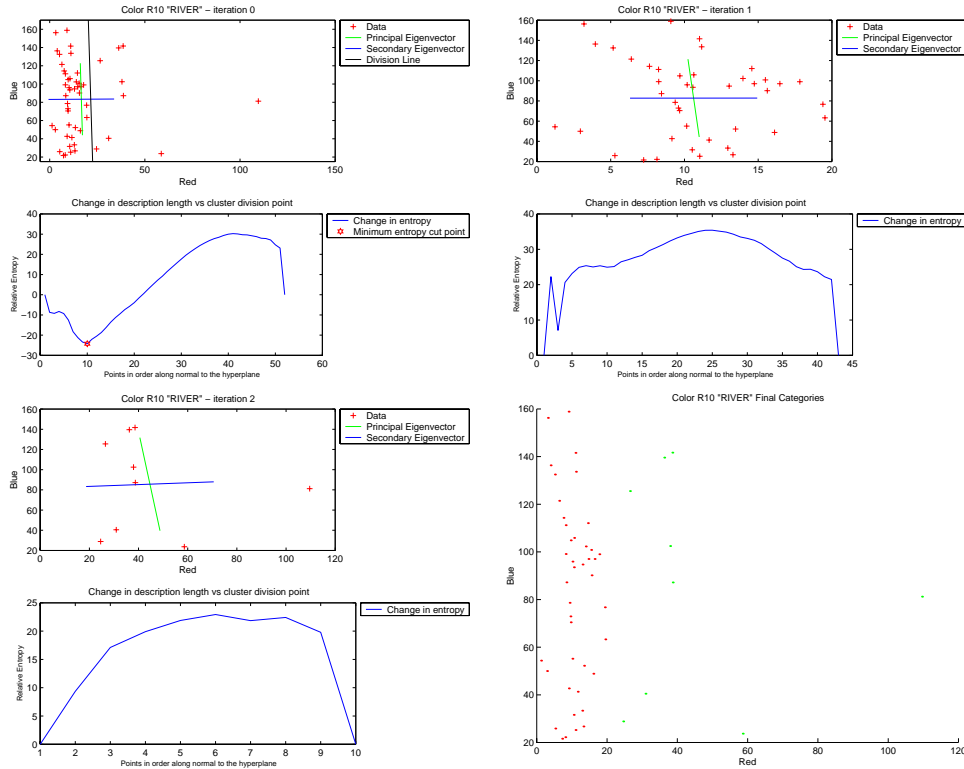 Color R10 "RIVER" – iteration 0
160
140
120
100
80
60
40
20
Blue
0
50
100
150
Red
Data
Principal Eigenvector
Secondary Eigenvector
Division Line
Color R10 "RIVER" – iteration 1
160
140
120
100
80
60
40
20
Blue
0
5
10
15
20
Red
Data
Principal Eigenvector
Secondary Eigenvector
Change in description length vs cluster division point
40
30
20
10
0
−10
−20
−30
Relative Entropy
0
10
20
30
40
50
60
Points in order along normal to the hyperplane
Change in entropy
Minimum entropy cut point
Change in description length vs cluster division point
40
30
20
10
0
Relative Entropy
0
5
10
15
20
25
30
35
40
45
Points in order along normal to the hyperplane
Change in entropy
Color R10 "RIVER" – iteration 2
160
140
120
100
80
60
40
20
Blue
0
20
40
60
80
100
120
Red
Data
Principal Eigenvector
Secondary Eigenvector
Change in description length vs cluster division point
25
20
15
10
5
0
Relative Entropy
1
2
3
4
5
6
7
8
9
10
Points in order along normal to the hyperplane
Change in entropy
Color R10 "RIVER" Final Categories
160
140
120
100
80
60
40
20
Blue
0
20
40
60
80
100
120
Red